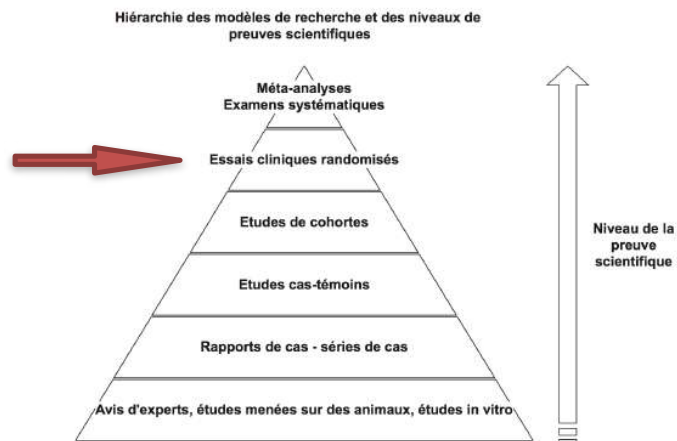 Hiérarchie des modèles de recherche et des niveaux de
preuves scientifiques
Méta-analyses
Examens systématiques
Essais cliniques randomisés
Etudes de cohortes
Etudes cas-témoins
Rapports de cas - séries de cas
Avis d'experts, études menées sur des animaux, études in vitro
Niveau de la
preuve
scientifique